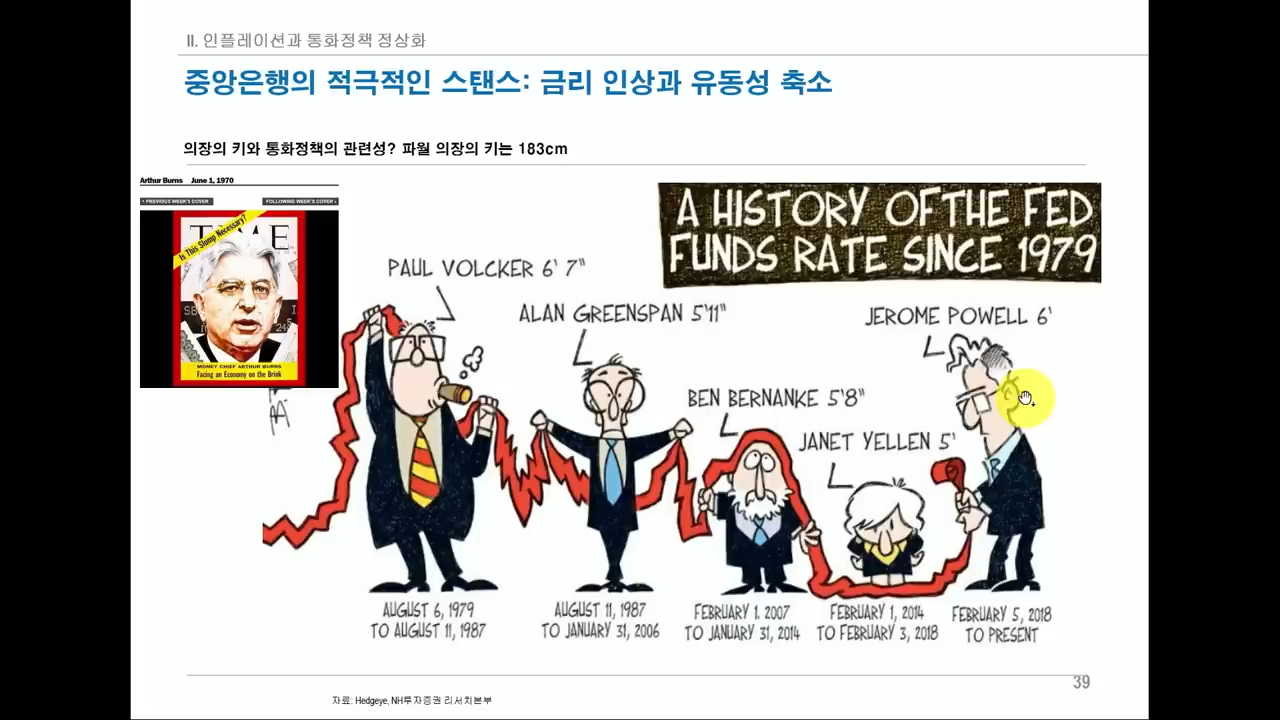 II. 인플레이션과 통화정책 정상화
중앙은행의 적극적인 스탠스: 금리 인상과 유동성 축소
의장의 키와 통화정책의 관련성? 파월 의장의 키는 183cm
Arthur Burns June 1, 1970
‹ PREVIOUS WEEK'S COVER FOLLOWING WEEK'S COVER ›
TIME
Is This Slump Necessary?
MONEY CHIEF ARTHUR BURNS
Facing an Economy on the Brink
A HISTORY OF THE FED
FUNDS RATE SINCE 1979
PAUL VOLCKER 6' 7"
ALAN GREENSPAN 5'11"
BEN BERNANKE 5'8"
JANET YELLEN 5'
JEROME POWELL 6'
AUGUST 6, 1979
TO AUGUST 11, 1987
AUGUST 11, 1987
TO JANUARY 31, 2006
FEBRUARY 1. 2007
TO JANUARY 31, 2014
FEBRUARY 1, 2014
TO FEBRUARY 3, 2018
FEBRUARY 5, 2018
TO PRESENT
39
자료: Hedgeye, NH투자증권 리서치본부